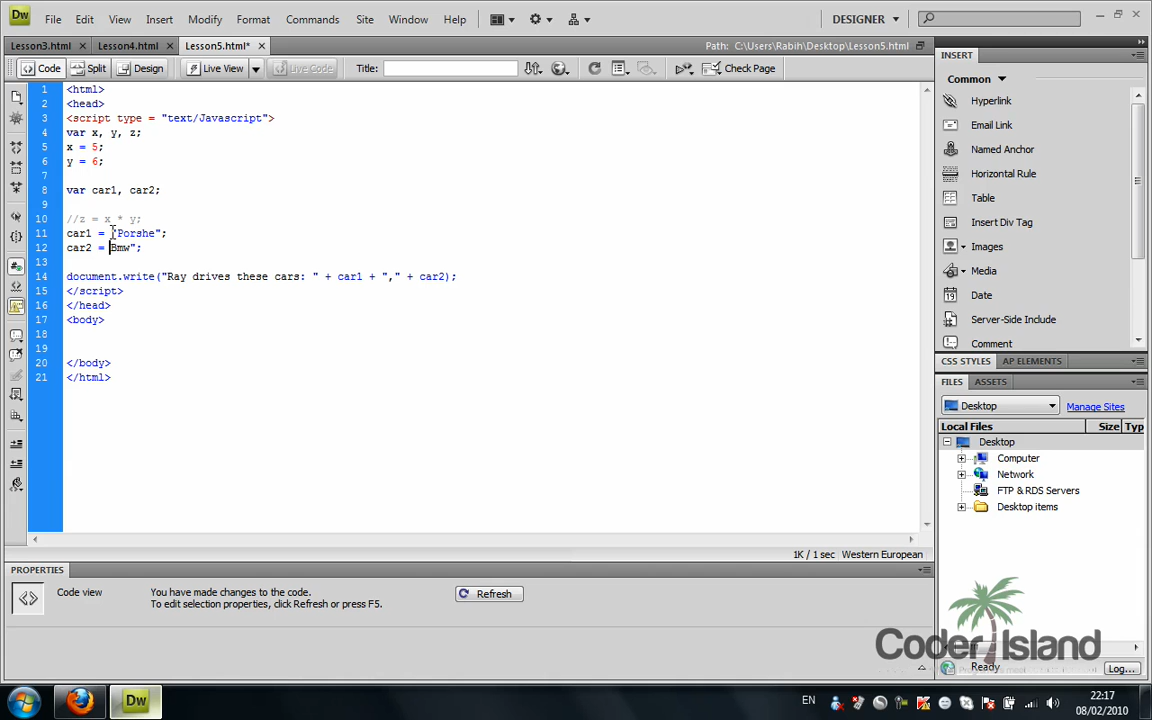 Dw File Edit View Insert Modify Format Commands Site Window Help DESIGNER
Lesson3.html Lesson4.html Lesson5.html* Path: C:\Users\Rabih\Desktop\Lesson5.html
Code Split Design Live View Live Code Title: Check Page
1 <html>
2 <head>
3 <script type = "text/Javascript">
4 var x, y, z;
5 x = 5;
6 y = 6;
7
8 var car1, car2;
9
10 //z = x * y;
11 car1 = "Porshe";
12 car2 = Bmw";
13
14 document.write("Ray drives these cars: " + car1 + "," + car2);
15 </script>
16 </head>
17 <body>
18
19
20 </body>
21 </html>
1K / 1 sec Western European
PROPERTIES
Code view
You have made changes to the code.
To edit selection properties, click Refresh or press F5.
Refresh
INSERT
Common
Hyperlink
Email Link
Named Anchor
Horizontal Rule
Table
Insert Div Tag
Images
Media
Date
Server-Side Include
Comment
CSS STYLES AP ELEMENTS
FILES ASSETS
Desktop Manage Sites
Local Files Size Typ
Desktop
Computer
Network
FTP & RDS Servers
Desktop items
Coder Island
Ready Log...
Dw EN 22:17
08/02/2010